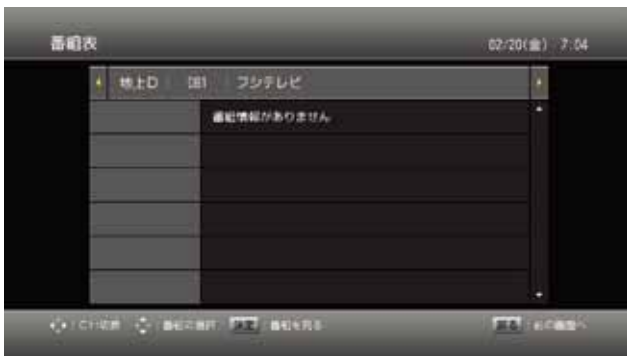 番組表 02/20(金) 7:04
地上D 081 フジテレビ
番組情報がありません
:CH切替 :番組の選択 決定 :番組を見る 戻る :前の画面へ